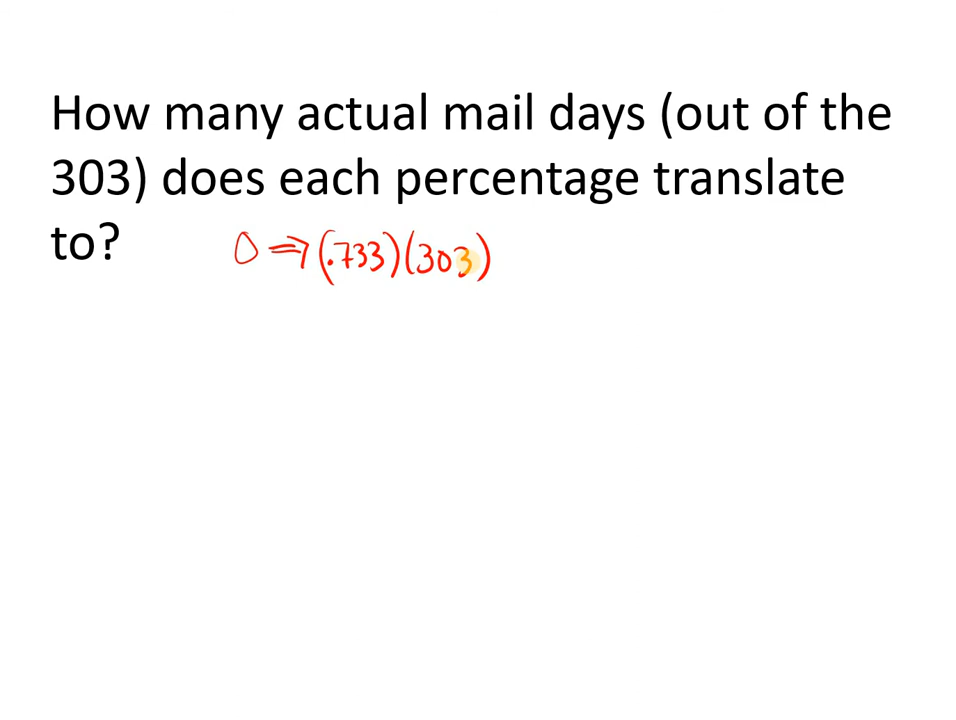 How many actual mail days (out of the
303) does each percentage translate
to?
0 ⇒ (.733)(303)